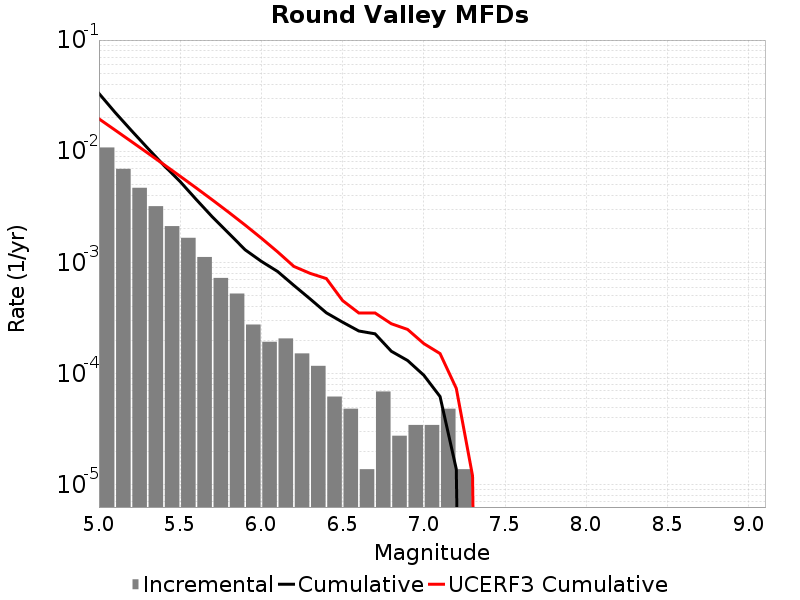 Round Valley MFDs
10^-1
10^-2
10^-3
10^-4
10^-5
Rate (1/yr)
5.0 5.5 6.0 6.5 7.0 7.5 8.0 8.5 9.0
Magnitude
Incremental Cumulative UCERF3 Cumulative